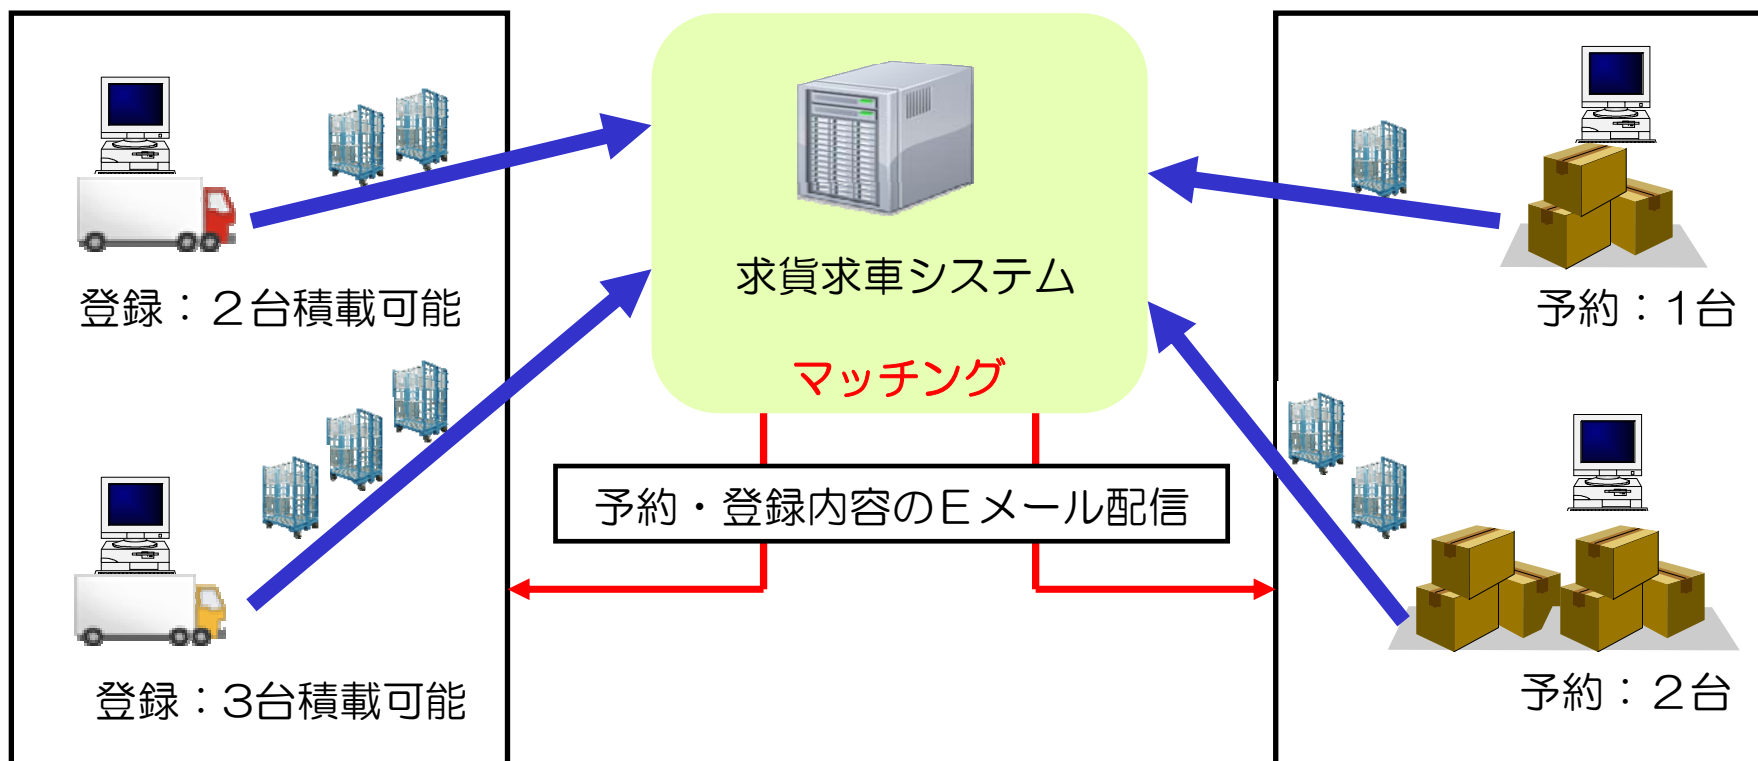 求貨求車システム
マッチング
登録：２台積載可能
登録：3台積載可能
予約：1台
予約：２台
予約・登録内容のＥメール配信